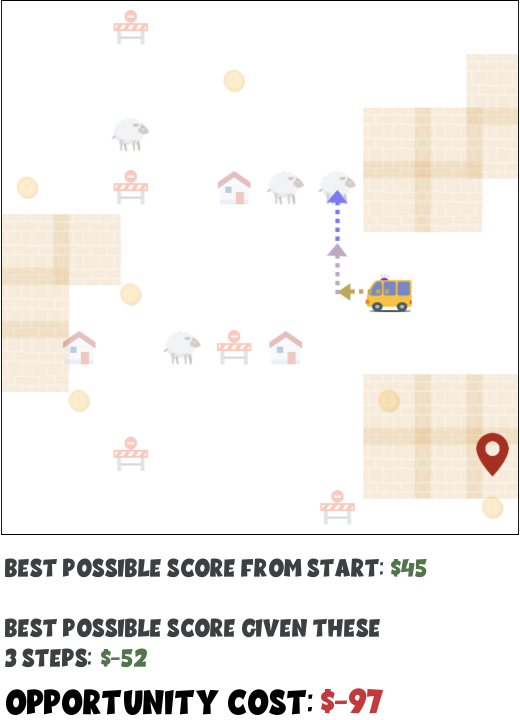 BEST POSSIBLE SCORE FROM START: $45
BEST POSSIBLE SCORE GIVEN THESE
3 STEPS: $-52
OPPORTUNITY COST: $-97